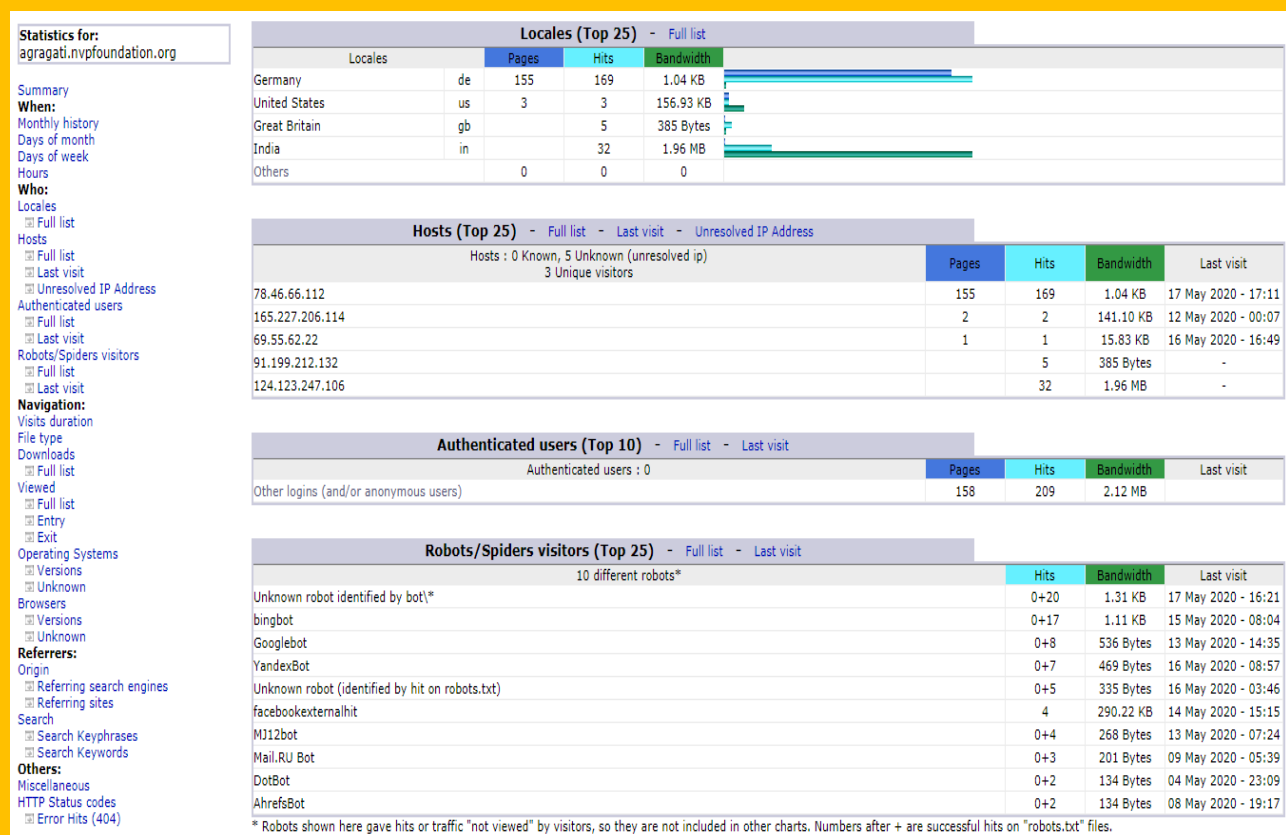 Statistics for:
agragati.nvpfoundation.org
Summary
When:
Monthly history
Days of month
Days of week
Hours
Who:
Locales
Full list
Hosts
Full list
Last visit
Unresolved IP Address
Authenticated users
Full list
Last visit
Robots/Spiders visitors
Full list
Last visit
Navigation:
Visits duration
File type
Downloads
Full list
Viewed
Full list
Entry
Exit
Operating Systems
Versions
Unknown
Browsers
Versions
Unknown
Referrers:
Origin
Referring search engines
Referring sites
Search
Search Keyphrases
Search Keywords
Others:
Miscellaneous
HTTP Status codes
Error Hits (404)
Locales (Top 25) - Full list
Locales Pages Hits Bandwidth
Germany de 155 169 1.04 KB
United States us 3 3 156.93 KB
Great Britain gb 5 385 Bytes
India in 32 1.96 MB
Others 0 0 0
Hosts (Top 25) - Full list - Last visit - Unresolved IP Address
Hosts : 0 Known, 5 Unknown (unresolved ip)
3 Unique visitors
Pages Hits Bandwidth Last visit
78.46.66.112 155 169 1.04 KB 17 May 2020 - 17:11
165.227.206.114 2 2 141.10 KB 12 May 2020 - 00:07
69.55.62.22 1 1 15.83 KB 16 May 2020 - 16:49
91.199.212.132 5 385 Bytes -
124.123.247.106 32 1.96 MB -
Authenticated users (Top 10) - Full list - Last visit
Authenticated users : 0 Pages Hits Bandwidth Last visit
Other logins (and/or anonymous users) 158 209 2.12 MB
Robots/Spiders visitors (Top 25) - Full list - Last visit
10 different robots* Hits Bandwidth Last visit
Unknown robot identified by bot\* 0+20 1.31 KB 17 May 2020 - 16:21
bingbot 0+17 1.11 KB 15 May 2020 - 08:04
Googlebot 0+8 536 Bytes 13 May 2020 - 14:35
YandexBot 0+7 469 Bytes 16 May 2020 - 08:57
Unknown robot (identified by hit on robots.txt) 0+5 335 Bytes 16 May 2020 - 03:46
facebookexternalhit 4 290.22 KB 14 May 2020 - 15:15
MJ12bot 0+4 268 Bytes 13 May 2020 - 07:24
Mail.RU Bot 0+3 201 Bytes 09 May 2020 - 05:39
DotBot 0+2 134 Bytes 04 May 2020 - 23:09
AhrefsBot 0+2 134 Bytes 08 May 2020 - 19:17
* Robots shown here gave hits or traffic "not viewed" by visitors, so they are not included in other charts. Numbers after + are successful hits on "robots.txt" files.